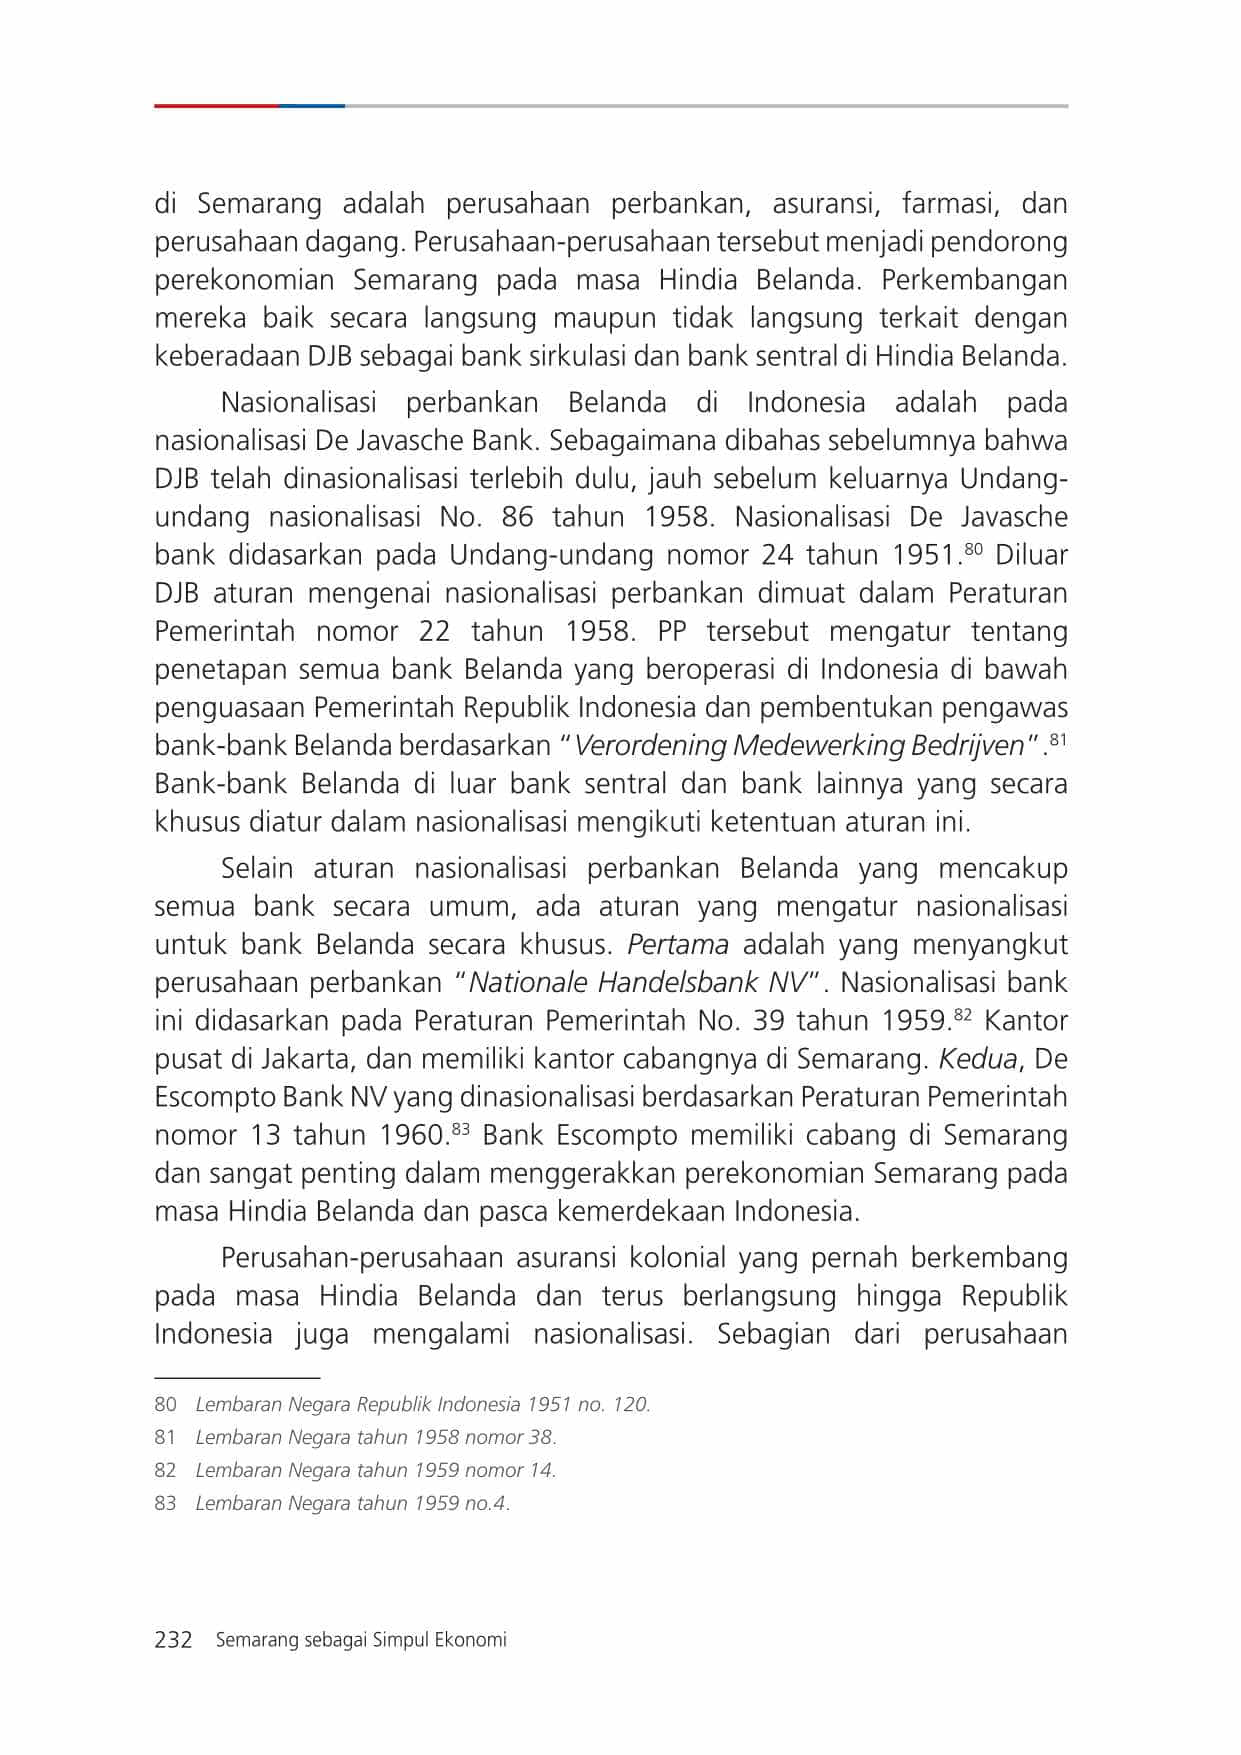 di Semarang adalah perusahaan perbankan, asuransi, farmasi, dan
perusahaan dagang. Perusahaan-perusahaan tersebut menjadi pendorong
perekonomian Semarang pada masa Hindia Belanda. Perkembangan
mereka baik secara langsung maupun tidak langsung terkait dengan
keberadaan DJB sebagai bank sirkulasi dan bank sentral di Hindia Belanda.
Nasionalisasi perbankan Belanda di Indonesia adalah pada
nasionalisasi De Javasche Bank. Sebagaimana dibahas sebelumnya bahwa
DJB telah dinasionalisasi terlebih dulu, jauh sebelum keluarnya Undang-
undang nasionalisasi No. 86 tahun 1958. Nasionalisasi De Javasche
bank didasarkan pada Undang-undang nomor 24 tahun 1951.80 Diluar
DJB aturan mengenai nasionalisasi perbankan dimuat dalam Peraturan
Pemerintah nomor 22 tahun 1958. PP tersebut mengatur tentang
penetapan semua bank Belanda yang beroperasi di Indonesia di bawah
penguasaan Pemerintah Republik Indonesia dan pembentukan pengawas
bank-bank Belanda berdasarkan “Verordening Medewerking Bedrijven”.81
Bank-bank Belanda di luar bank sentral dan bank lainnya yang secara
khusus diatur dalam nasionalisasi mengikuti ketentuan aturan ini.
Selain aturan nasionalisasi perbankan Belanda yang mencakup
semua bank secara umum, ada aturan yang mengatur nasionalisasi
untuk bank Belanda secara khusus. Pertama adalah yang menyangkut
perusahaan perbankan “Nationale Handelsbank NV”. Nasionalisasi bank
ini didasarkan pada Peraturan Pemerintah No. 39 tahun 1959.82 Kantor
pusat di Jakarta, dan memiliki kantor cabangnya di Semarang. Kedua, De
Escompto Bank NV yang dinasionalisasi berdasarkan Peraturan Pemerintah
nomor 13 tahun 1960.83 Bank Escompto memiliki cabang di Semarang
dan sangat penting dalam menggerakkan perekonomian Semarang pada
masa Hindia Belanda dan pasca kemerdekaan Indonesia.
Perusahan-perusahaan asuransi kolonial yang pernah berkembang
pada masa Hindia Belanda dan terus berlangsung hingga Republik
Indonesia juga mengalami nasionalisasi. Sebagian dari perusahaan
80 Lembaran Negara Republik Indonesia 1951 no. 120.
81 Lembaran Negara tahun 1958 nomor 38.
82 Lembaran Negara tahun 1959 nomor 14.
83 Lembaran Negara tahun 1959 no.4.
232 Semarang sebagai Simpul Ekonomi